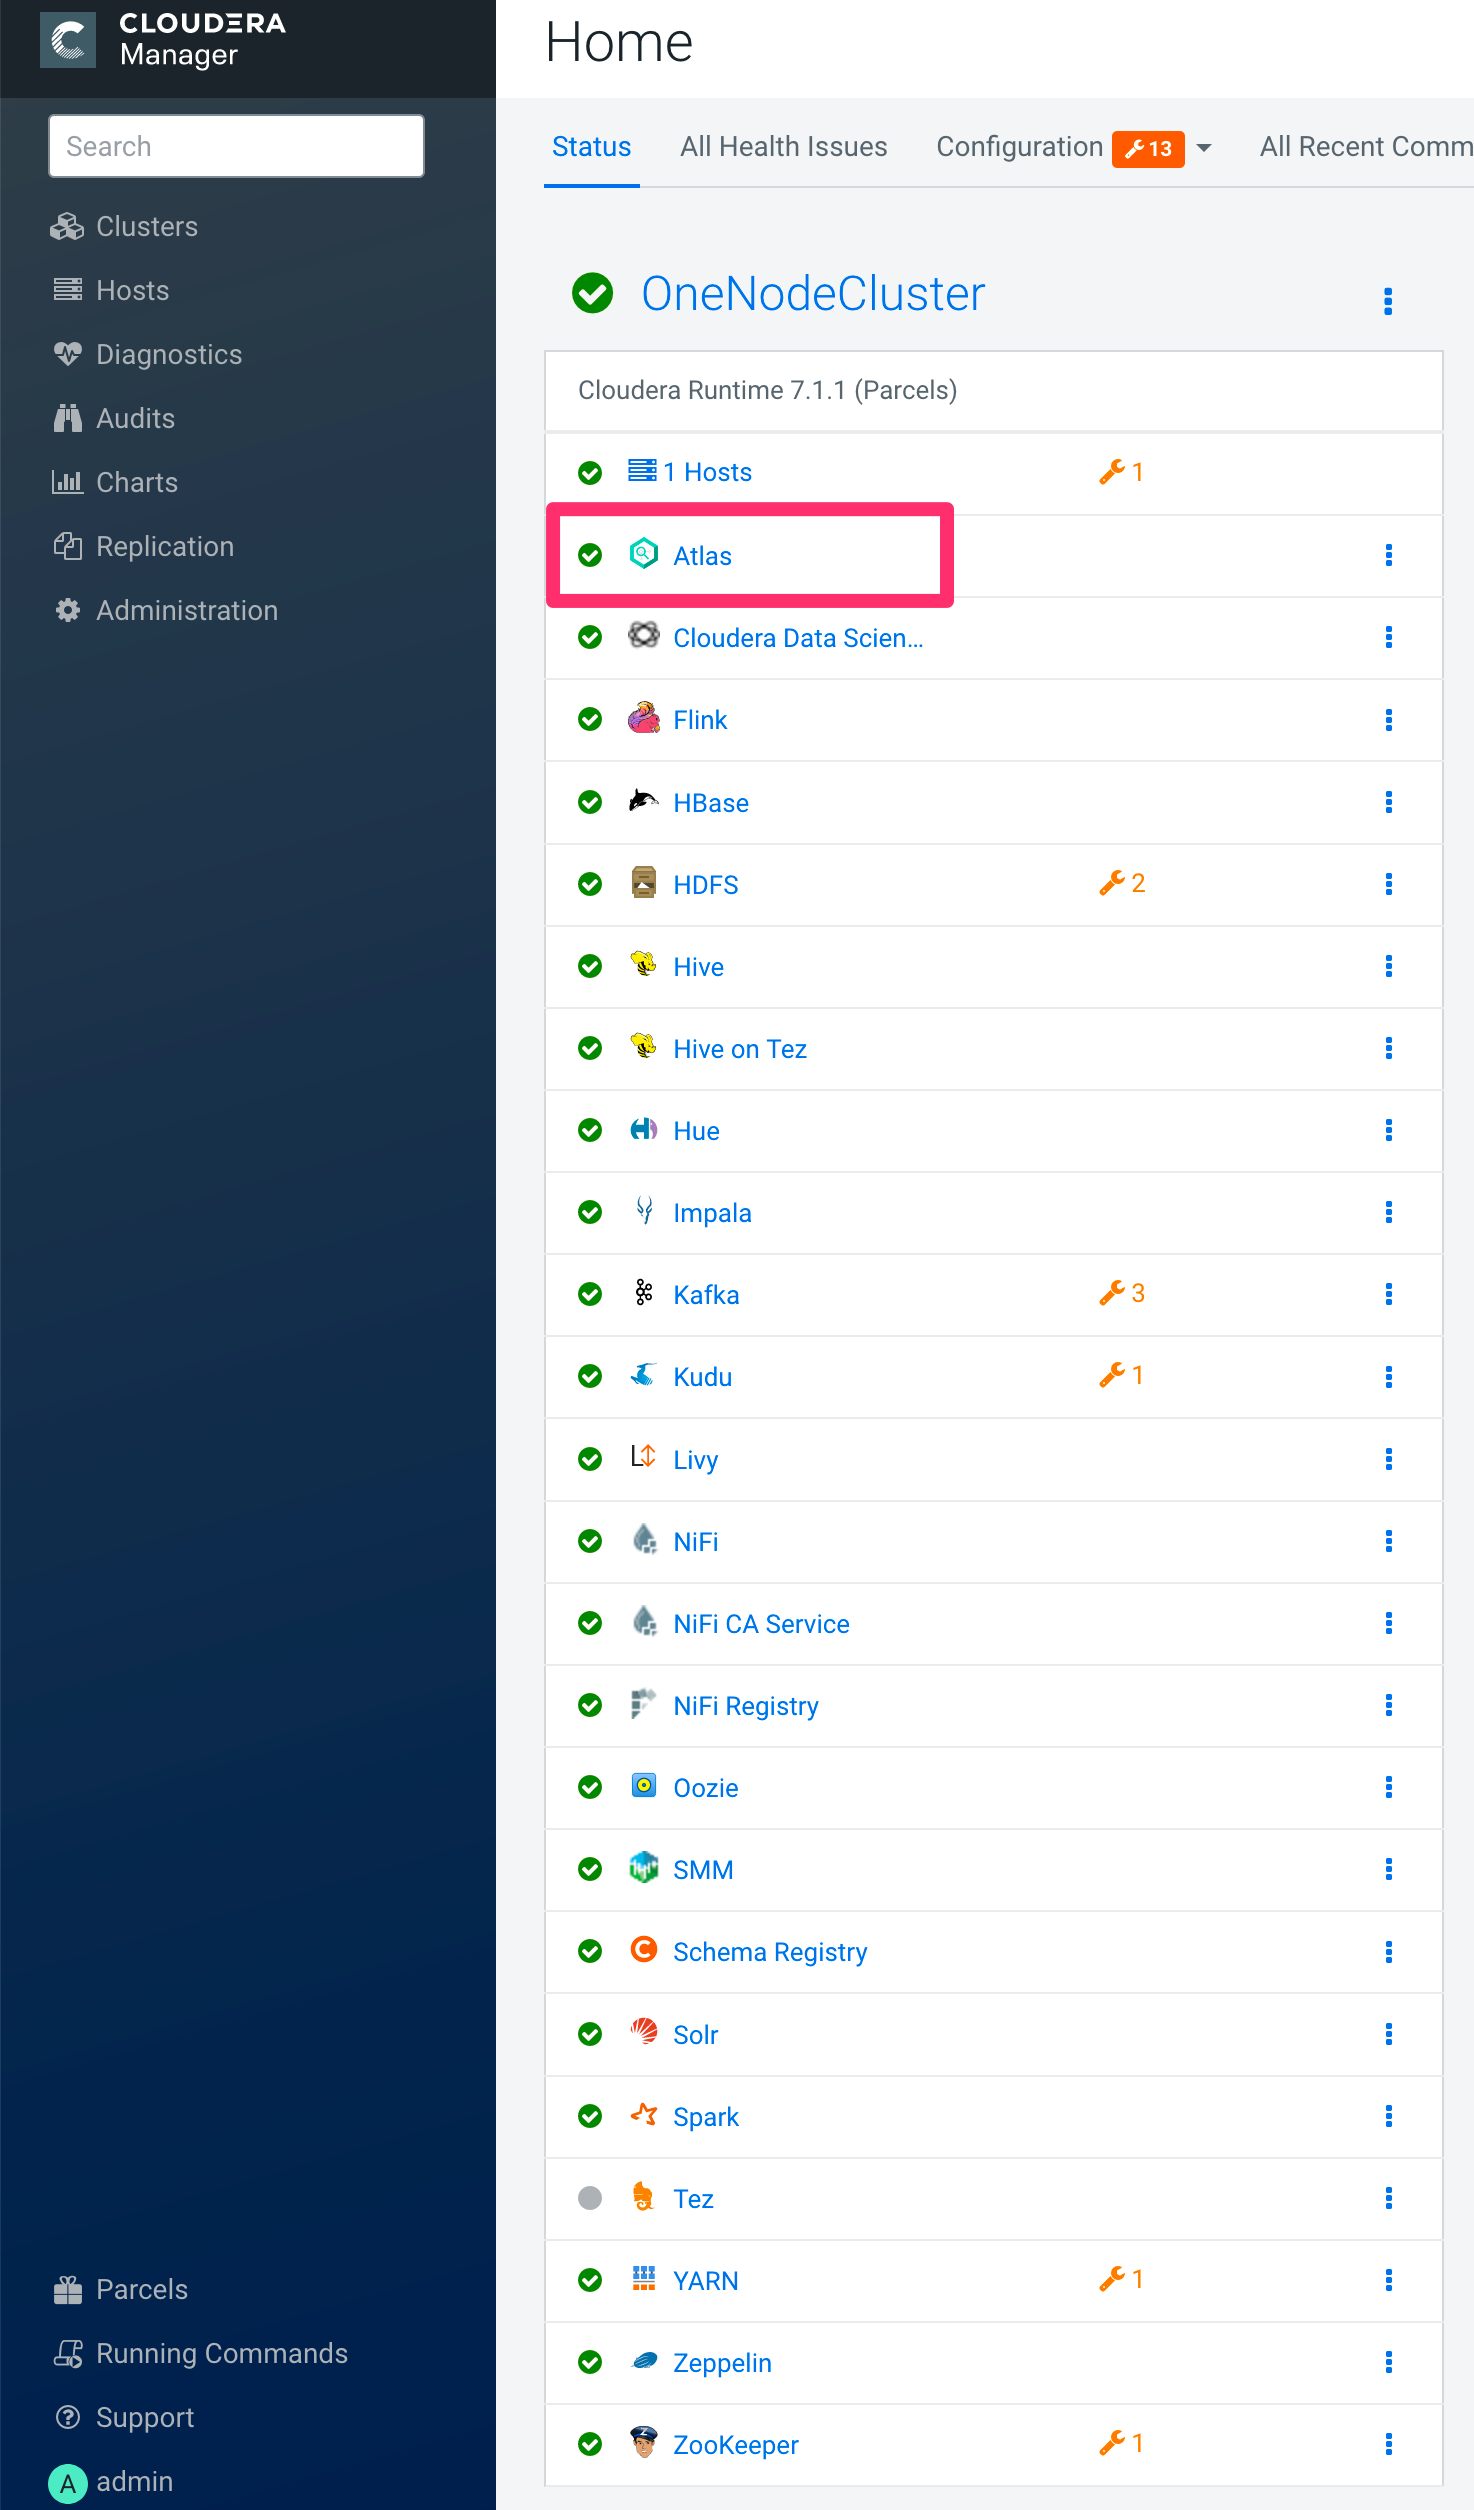 CLOUDERA
Manager
Search
Clusters
Hosts
Diagnostics
Audits
Charts
Replication
Administration
Parcels
Running Commands
Support
A admin
Home
Status All Health Issues Configuration 13 All Recent Comm
OneNodeCluster
Cloudera Runtime 7.1.1 (Parcels)
1 Hosts 1
Atlas
Cloudera Data Scien...
Flink
HBase
HDFS 2
Hive
Hive on Tez
Hue
Impala
Kafka 3
Kudu 1
Livy
NiFi
NiFi CA Service
NiFi Registry
Oozie
SMM
Schema Registry
Solr
Spark
Tez
YARN 1
Zeppelin
ZooKeeper 1